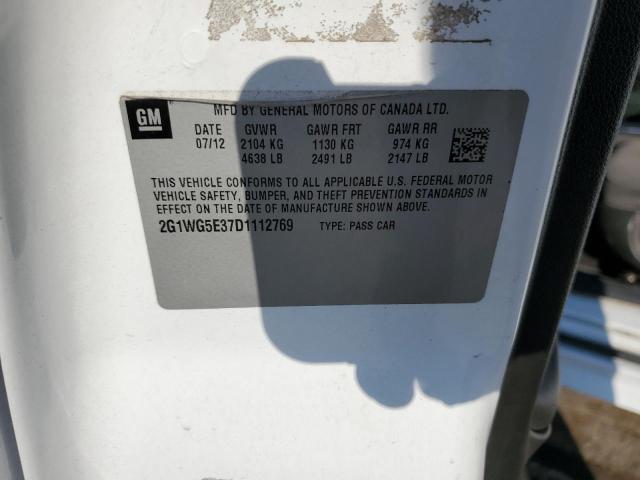 GM
MFD BY GENERAL MOTORS OF CANADA LTD.
DATE GVWR GAWR FRT GAWR RR
07/12 2104 KG 1130 KG 974 KG
4638 LB 2491 LB 2147 LB
THIS VEHICLE CONFORMS TO ALL APPLICABLE U.S. FEDERAL MOTOR
VEHICLE SAFETY, BUMPER, AND THEFT PREVENTION STANDARDS IN
EFFECT ON THE DATE OF MANUFACTURE SHOWN ABOVE.
2G1WG5E37D1112769 TYPE: PASS CAR